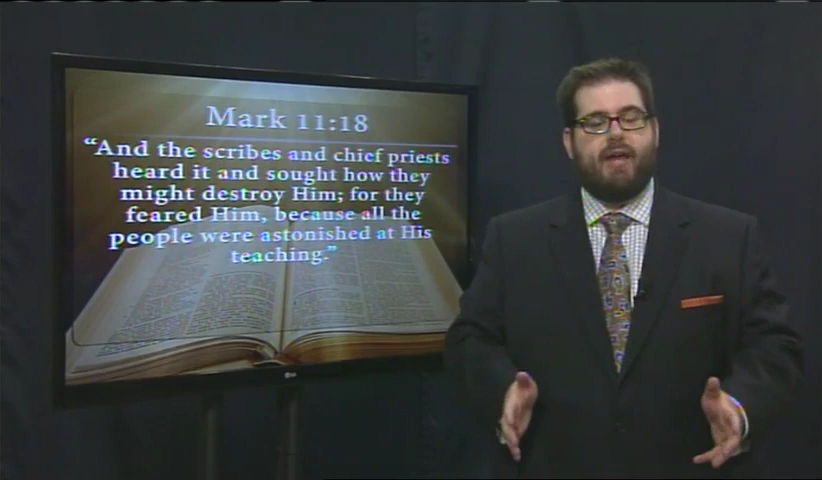 Mark 11:18
“And the scribes and chief priests
heard it and sought how they
might destroy Him; for they
feared Him, because all the
people were astonished at His
teaching.”